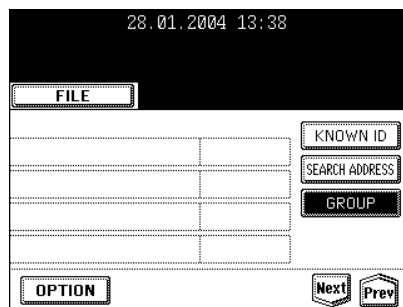 28.01.2004 13:38
FILE
KNOWN ID
SEARCH ADDRESS
GROUP
OPTION
Next
Prev